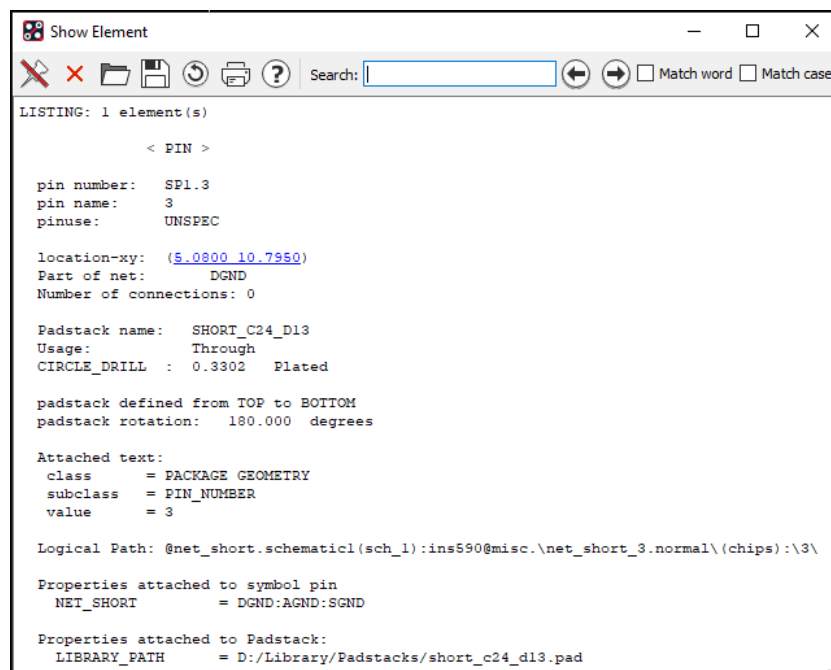 Show Element
Search: Match word Match case
LISTING: 1 element(s)
< PIN >
pin number: SP1.3
pin name: 3
pinuse: UNSPEC
location-xy: (5.0800 10.7950)
Part of net: DGND
Number of connections: 0
Padstack name: SHORT_C24_D13
Usage: Through
CIRCLE_DRILL : 0.3302 Plated
padstack defined from TOP to BOTTOM
padstack rotation: 180.000 degrees
Attached text:
class = PACKAGE GEOMETRY
subclass = PIN_NUMBER
value = 3
Logical Path: @net_short.schematic1(sch_1):ins590@misc.\net_short_3.normal\(chips):\3\
Properties attached to symbol pin
NET_SHORT = DGND:AGND:SGND
Properties attached to Padstack:
LIBRARY_PATH = D:/Library/Padstacks/short_c24_d13.pad